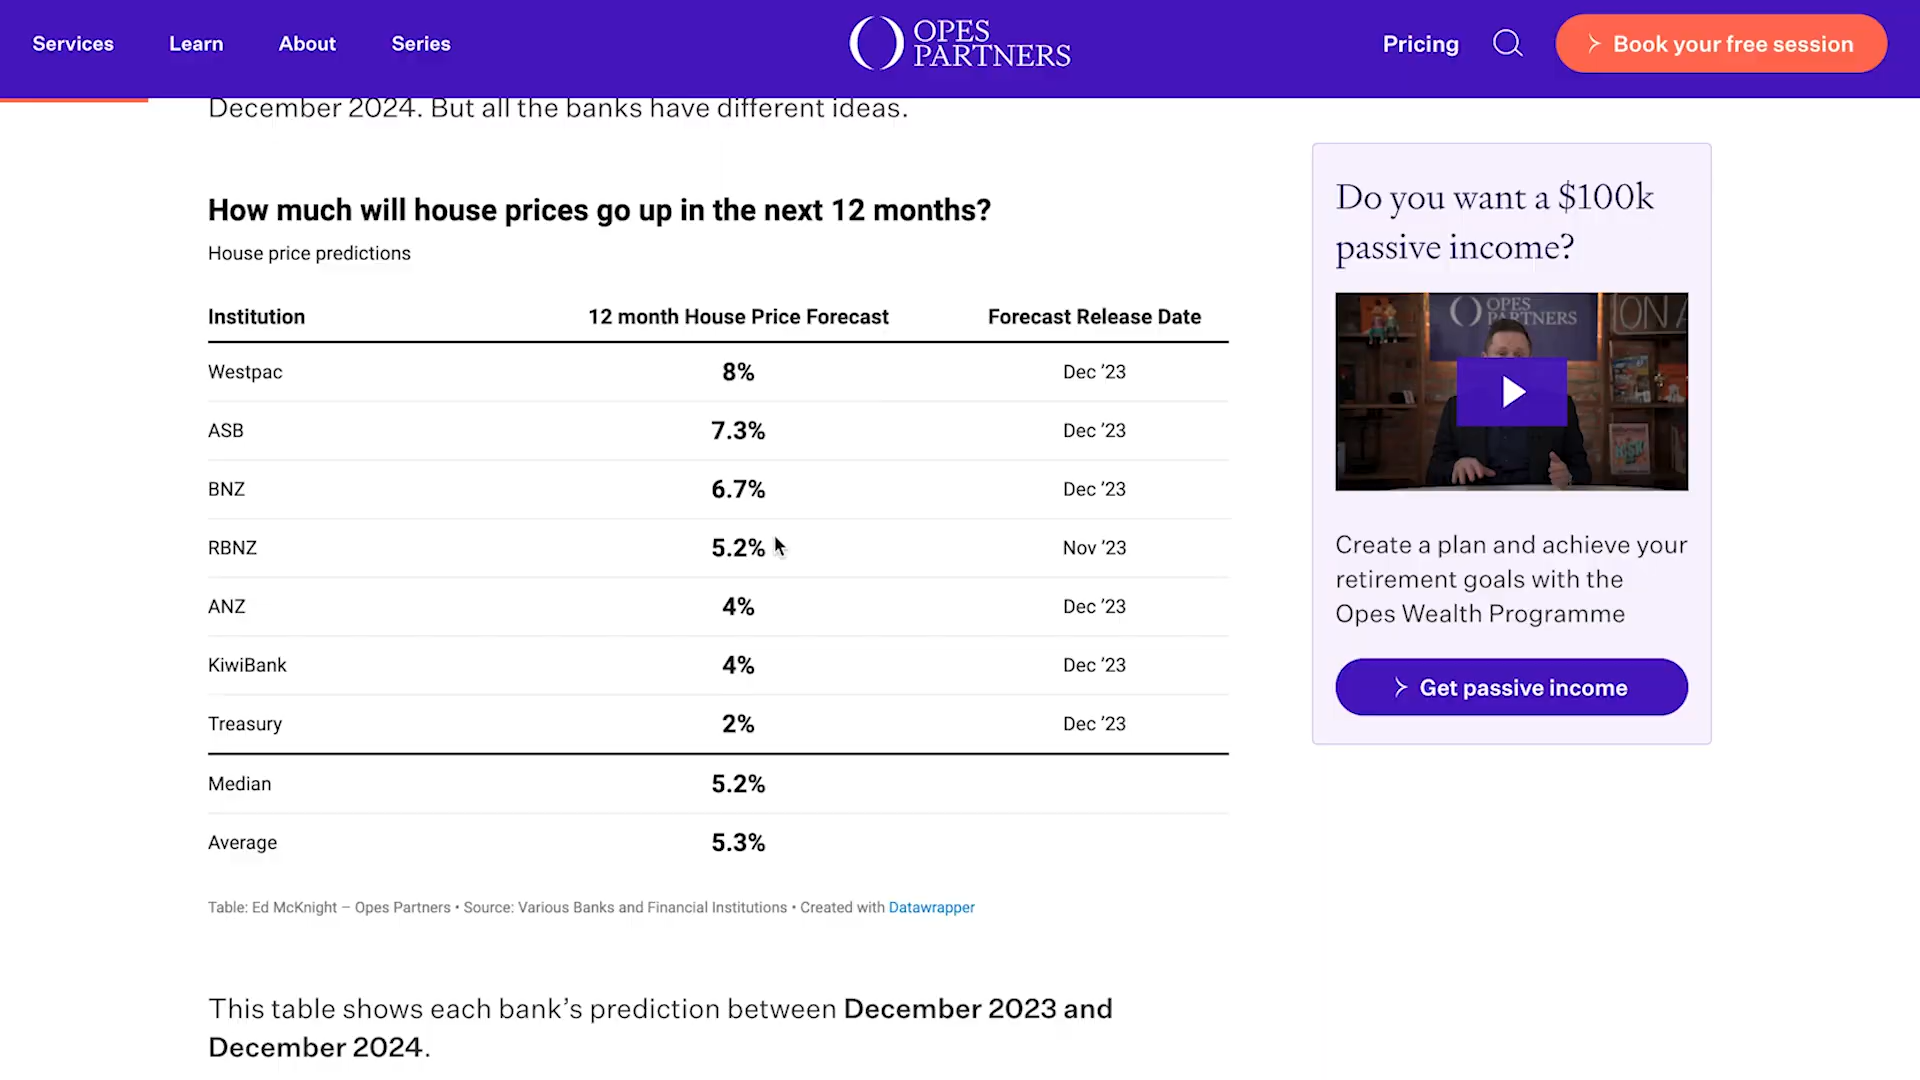 Services Learn About Series
OPES
PARTNERS
Pricing
Book your free session
December 2024. But all the banks have different ideas.
How much will house prices go up in the next 12 months?
House price predictions
Institution 12 month House Price Forecast Forecast Release Date
Westpac 8% Dec ’23
ASB 7.3% Dec ’23
BNZ 6.7% Dec ’23
RBNZ 5.2% Nov ’23
ANZ 4% Dec ’23
KiwiBank 4% Dec ’23
Treasury 2% Dec ’23
Median 5.2%
Average 5.3%
Table: Ed McKnight – Opes Partners • Source: Various Banks and Financial Institutions • Created with Datawrapper
This table shows each bank’s prediction between December 2023 and
December 2024.
Do you want a $100k
passive income?
OPES
PARTNERS
ON A
RISK
Create a plan and achieve your
retirement goals with the
Opes Wealth Programme
Get passive income